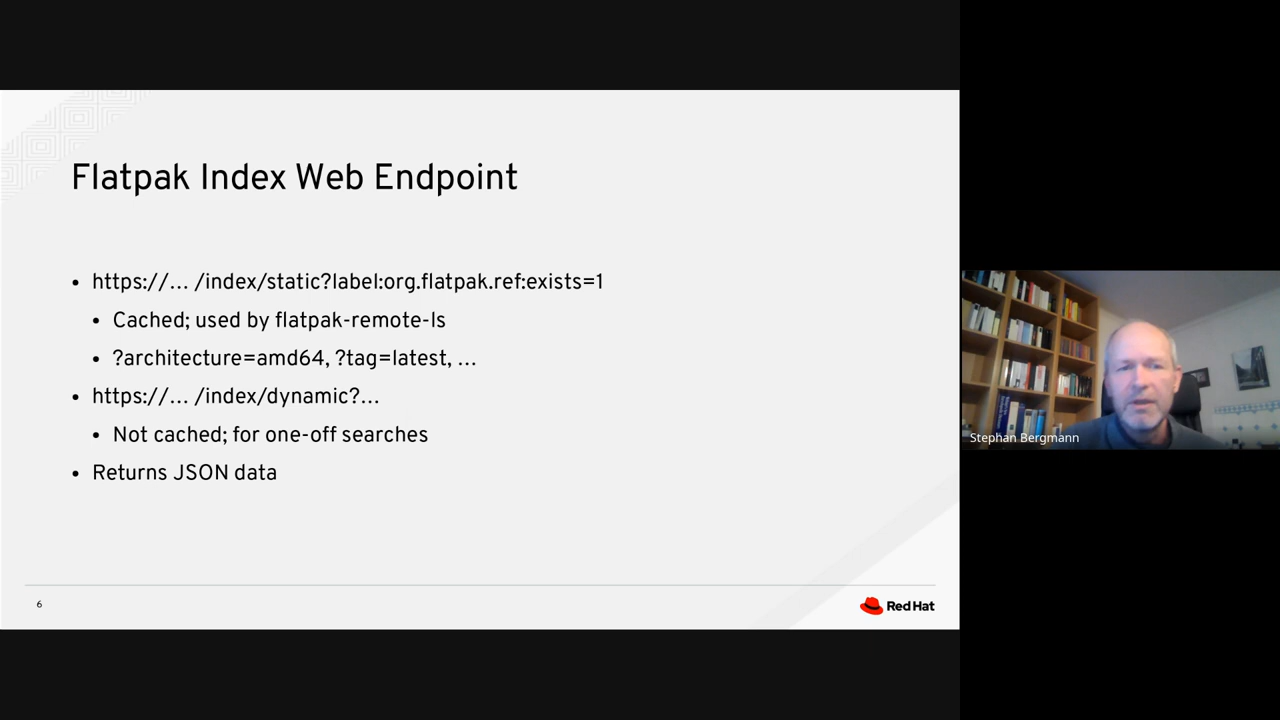 Flatpak Index Web Endpoint
• https://… /index/static?label:org.flatpak.ref:exists=1
• Cached; used by flatpak-remote-ls
• ?architecture=amd64, ?tag=latest, …
• https://… /index/dynamic?…
• Not cached; for one-off searches
• Returns JSON data
6
Red Hat
Stephan Bergmann